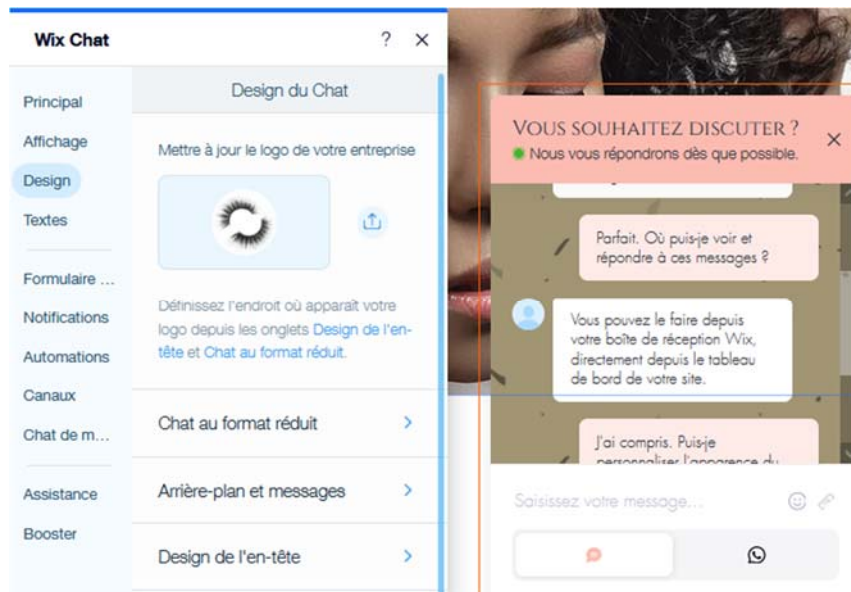 Wix Chat
?
Principal
Affichage
Design
Textes
Formulaire ...
Notifications
Automations
Canaux
Chat de m...
Assistance
Booster
Design du Chat
Mettre à jour le logo de votre entreprise
Définissez l'endroit où apparaît votre
logo depuis les onglets Design de l'en-
tête et Chat au format réduit.
Chat au format réduit
Arrière-plan et messages
Design de l'en-tête
VOUS SOUHAITEZ DISCUTER ?
Nous vous répondrons dès que possible.
Parfait. Où puis-je voir et
répondre à ces messages ?
Vous pouvez le faire depuis
votre boîte de réception Wix,
directement depuis le tableau
de bord de votre site.
J'ai compris. Puis-je
personnaliser l'apparence du
Saisissez votre message...